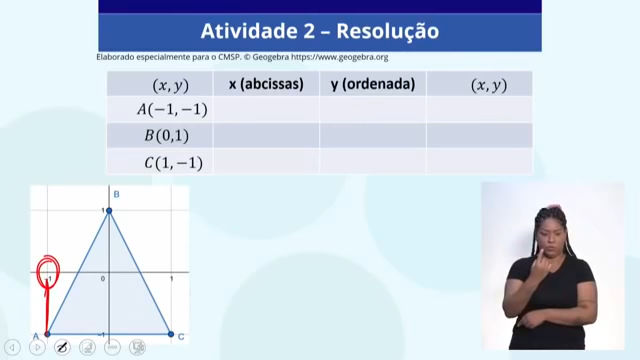 Atividade 2 – Resolução
Elaborado especialmente para o CMSP. © Geogebra https://www.geogebra.org
(x, y) x (abcissas) y (ordenada) (x, y)
A(−1, −1)
B(0,1)
C(1, −1)
B
1
−1 0 1
A −1 C